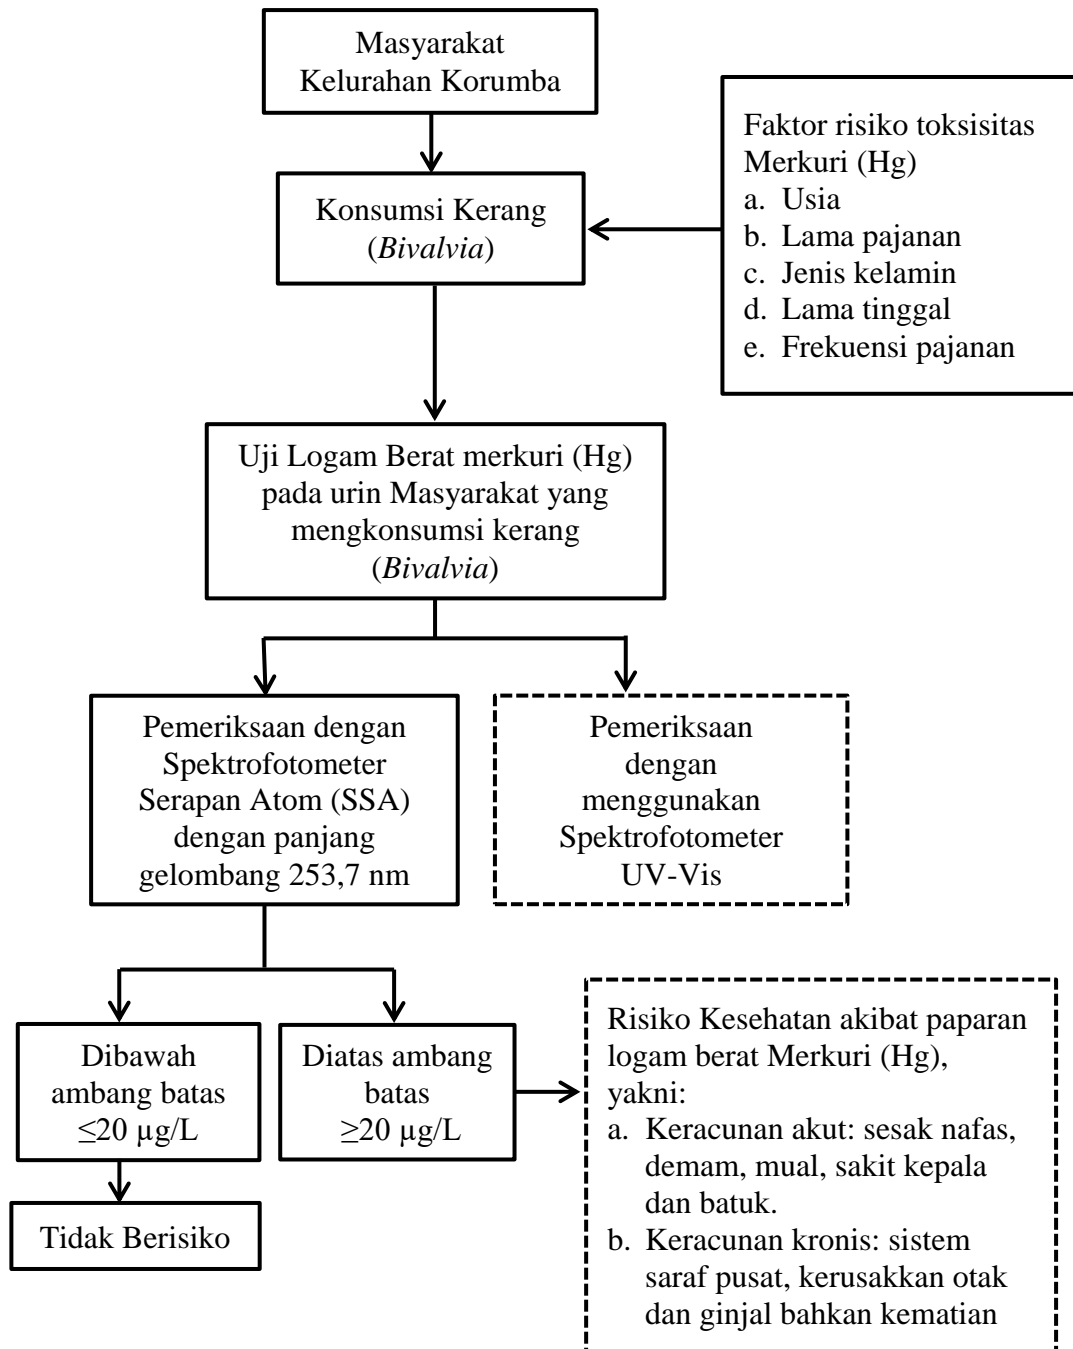 Masyarakat
Kelurahan Korumba
Faktor risiko toksisitas
Merkuri (Hg)
a. Usia
b. Lama pajanan
c. Jenis kelamin
d. Lama tinggal
e. Frekuensi pajanan
Konsumsi Kerang
(Bivalvia)
Uji Logam Berat merkuri (Hg)
pada urin Masyarakat yang
mengkonsumsi kerang
(Bivalvia)
Pemeriksaan dengan
Spektrofotometer
Serapan Atom (SSA)
dengan panjang
gelombang 253,7 nm
Pemeriksaan
dengan
menggunakan
Spektrofotometer
UV-Vis
Dibawah
ambang batas
≤20 µg/L
Diatas ambang
batas
≥20 µg/L
Risiko Kesehatan akibat paparan
logam berat Merkuri (Hg),
yakni:
a. Keracunan akut: sesak nafas,
demam, mual, sakit kepala
dan batuk.
b. Keracunan kronis: sistem
saraf pusat, kerusakkan otak
dan ginjal bahkan kematian
Tidak Berisiko